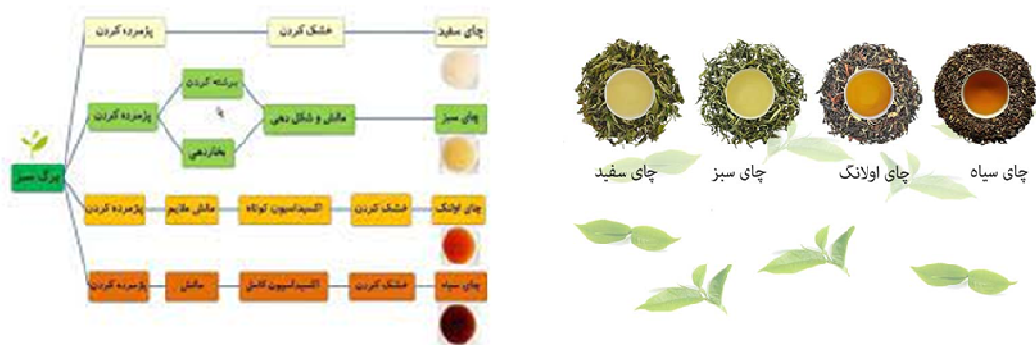 پژمرده کردن
خشک کردن
چای سفید
برشته کردن
پژمرده کردن
مالش و شکل دهی
چای سبز
بخاردهی
برگ سبز
پژمرده کردن
مالش ملایم
اکسیداسیون کوتاه
خشک کردن
چای اولانگ
پژمرده کردن
مالش
اکسیداسیون کامل
خشک کردن
چای سیاه
چای سفید
چای سبز
چای اولانگ
چای سیاه